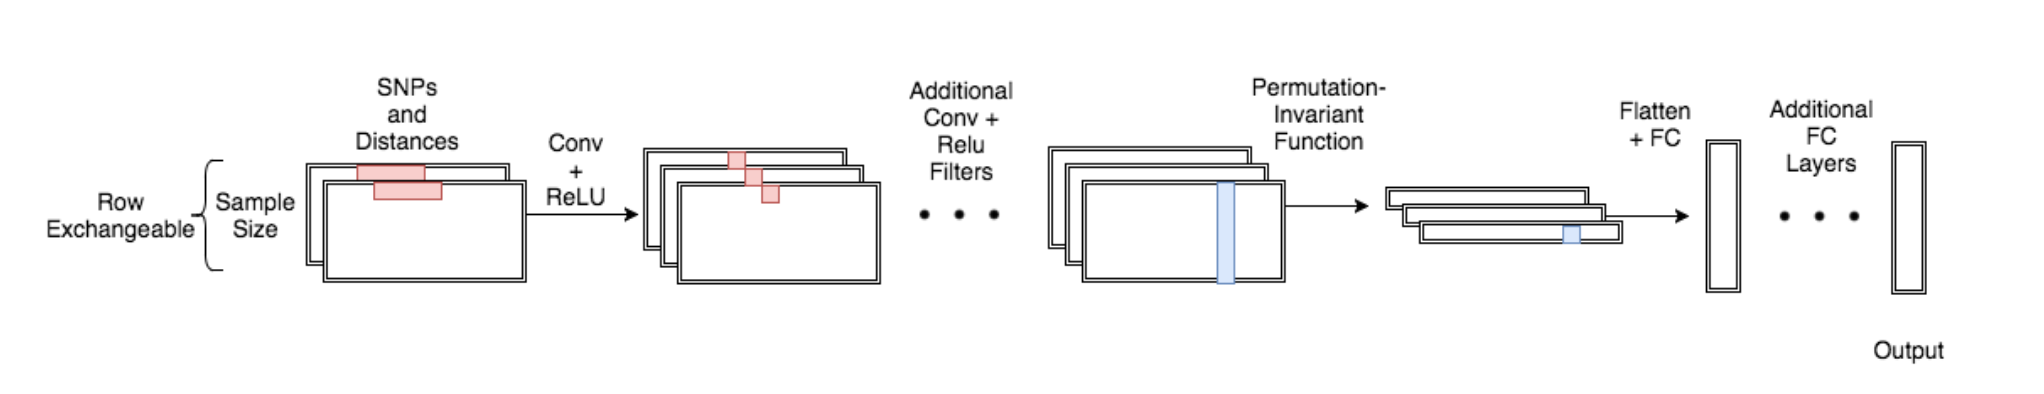 Row
Exchangeable
Sample
Size
SNPs
and
Distances
Conv
+
ReLU
Additional
Conv +
Relu
Filters
Permutation-
Invariant
Function
Flatten
+ FC
Additional
FC
Layers
Output